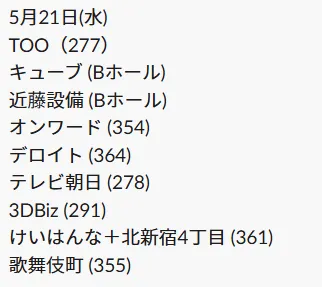 5月21日(水)
TOO（277）
キューブ (Bホール)
近藤設備 (Bホール)
オンワード (354)
デロイト (364)
テレビ朝日 (278)
3DBiz (291)
けいはんな＋北新宿4丁目 (361)
歌舞伎町 (355)